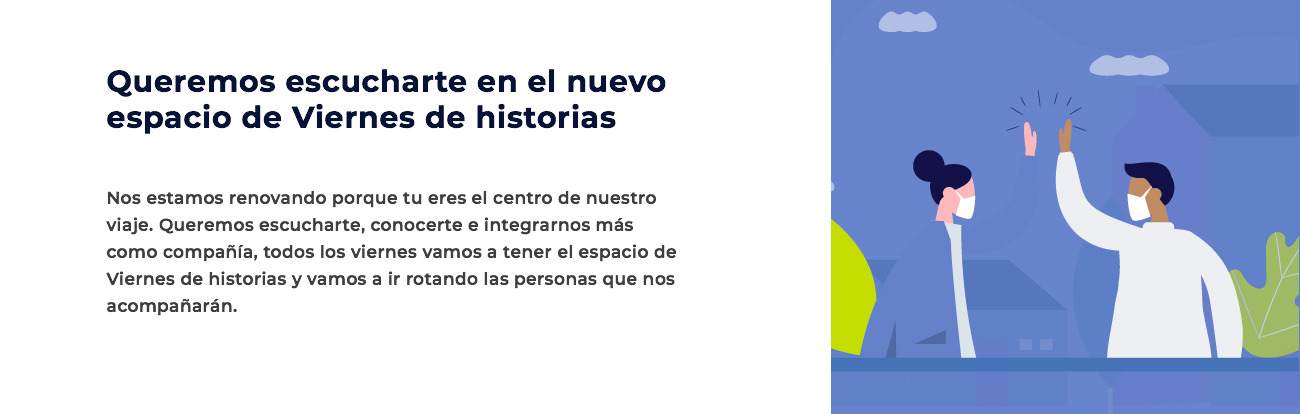 Queremos escucharte en el nuevo
espacio de Viernes de historias
Nos estamos renovando porque tu eres el centro de nuestro
viaje. Queremos escucharte, conocerte e integrarnos más
como compañía, todos los viernes vamos a tener el espacio de
Viernes de historias y vamos a ir rotando las personas que nos
acompañarán.